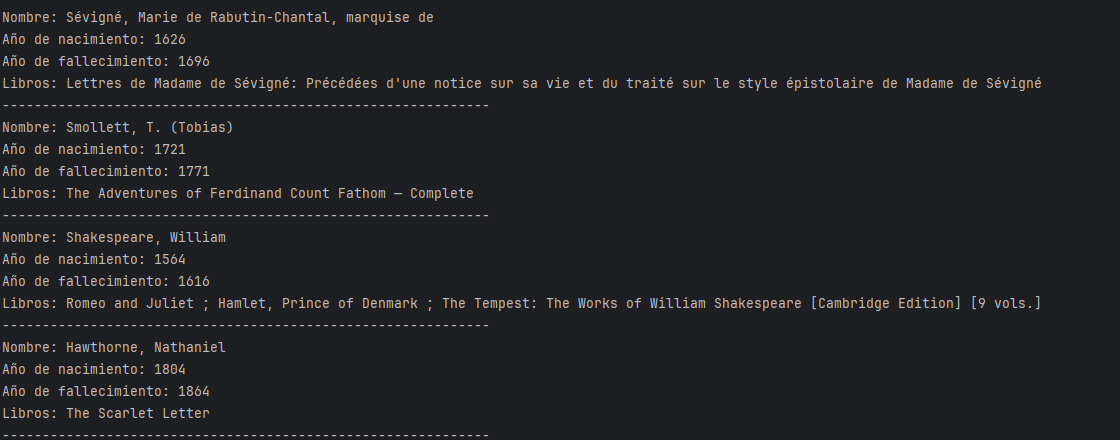 Nombre: Sévigné, Marie de Rabutin-Chantal, marquise de
Año de nacimiento: 1626
Año de fallecimiento: 1696
Libros: Lettres de Madame de Sévigné: Précédées d'une notice sur sa vie et du traité sur le style épistolaire de Madame de Sévigné
-------------------------------------------------------------
Nombre: Smollett, T. (Tobias)
Año de nacimiento: 1721
Año de fallecimiento: 1771
Libros: The Adventures of Ferdinand Count Fathom — Complete
-------------------------------------------------------------
Nombre: Shakespeare, William
Año de nacimiento: 1564
Año de fallecimiento: 1616
Libros: Romeo and Juliet ; Hamlet, Prince of Denmark ; The Tempest: The Works of William Shakespeare [Cambridge Edition] [9 vols.]
-------------------------------------------------------------
Nombre: Hawthorne, Nathaniel
Año de nacimiento: 1804
Año de fallecimiento: 1864
Libros: The Scarlet Letter
-------------------------------------------------------------